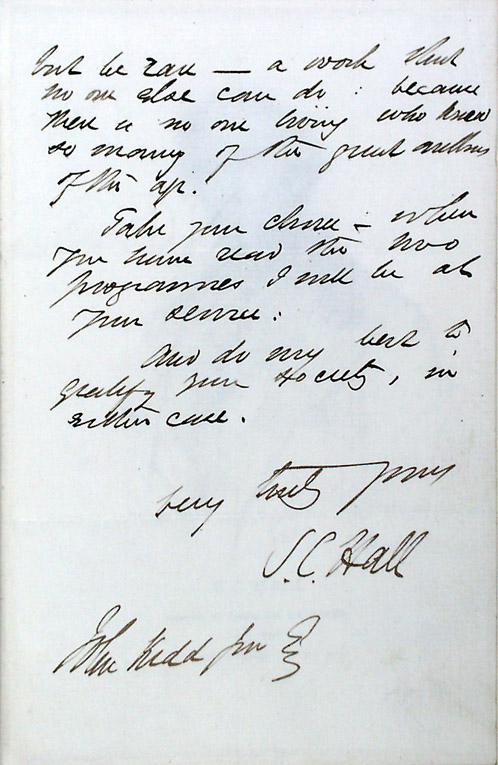 but be rare — a work that
no one else can do : because
there is no one living who knew
so many of the great authors
of the age.
Take your choice — when
you have read the two
programmes I will be at
your service :
and do my best to
gratify your society, in
either case.
very truly yours
S. C. Hall
John Kidd Jun Esq